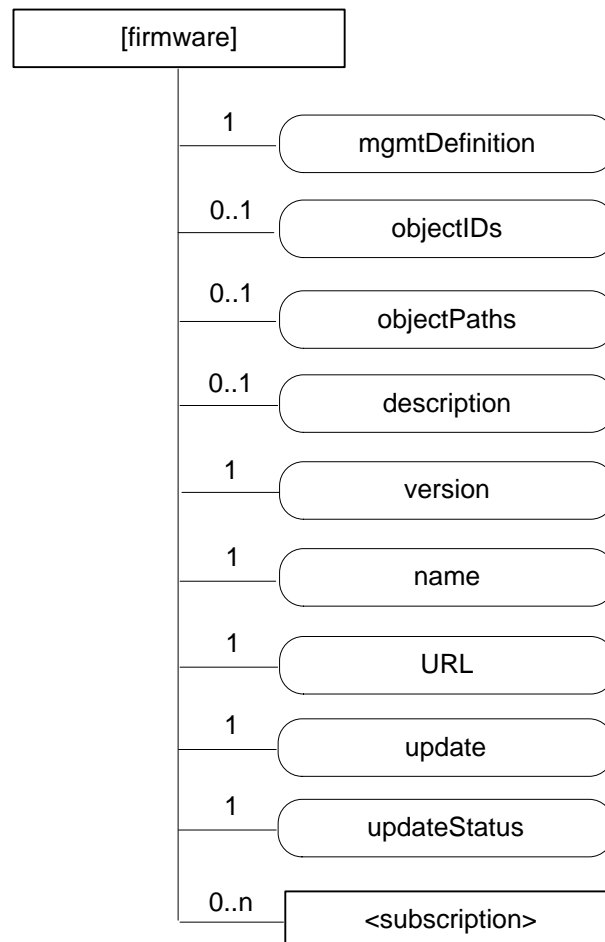 [firmware]
1
mgmtDefinition
0..1
objectIDs
0..1
objectPaths
0..1
description
1
version
1
name
1
URL
1
update
1
updateStatus
0..n
<subscription>